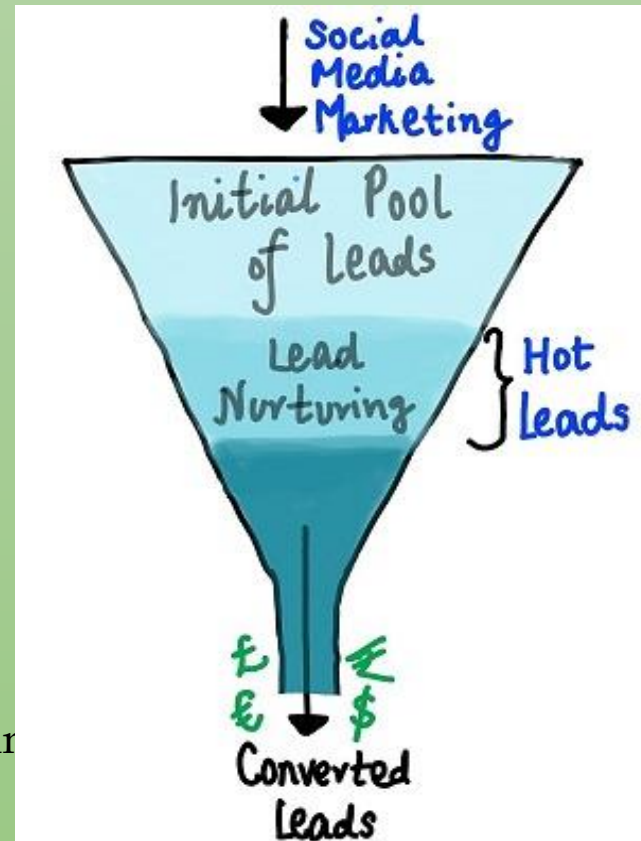 Social
Media
Marketing
Initial Pool
of Leads
Lead
Nurturing
Hot
Leads
£ ₹
€ $
Converted
Leads